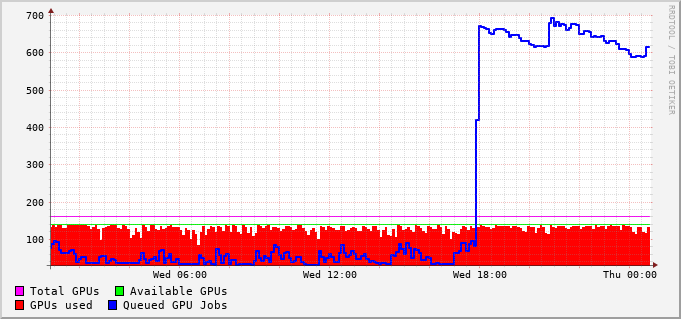 700
600
500
400
300
200
100
Wed 06:00 Wed 12:00 Wed 18:00 Thu 00:00
Total GPUs Available GPUs
GPUs used Queued GPU Jobs
RRDTOOL / TOBI OETIKER